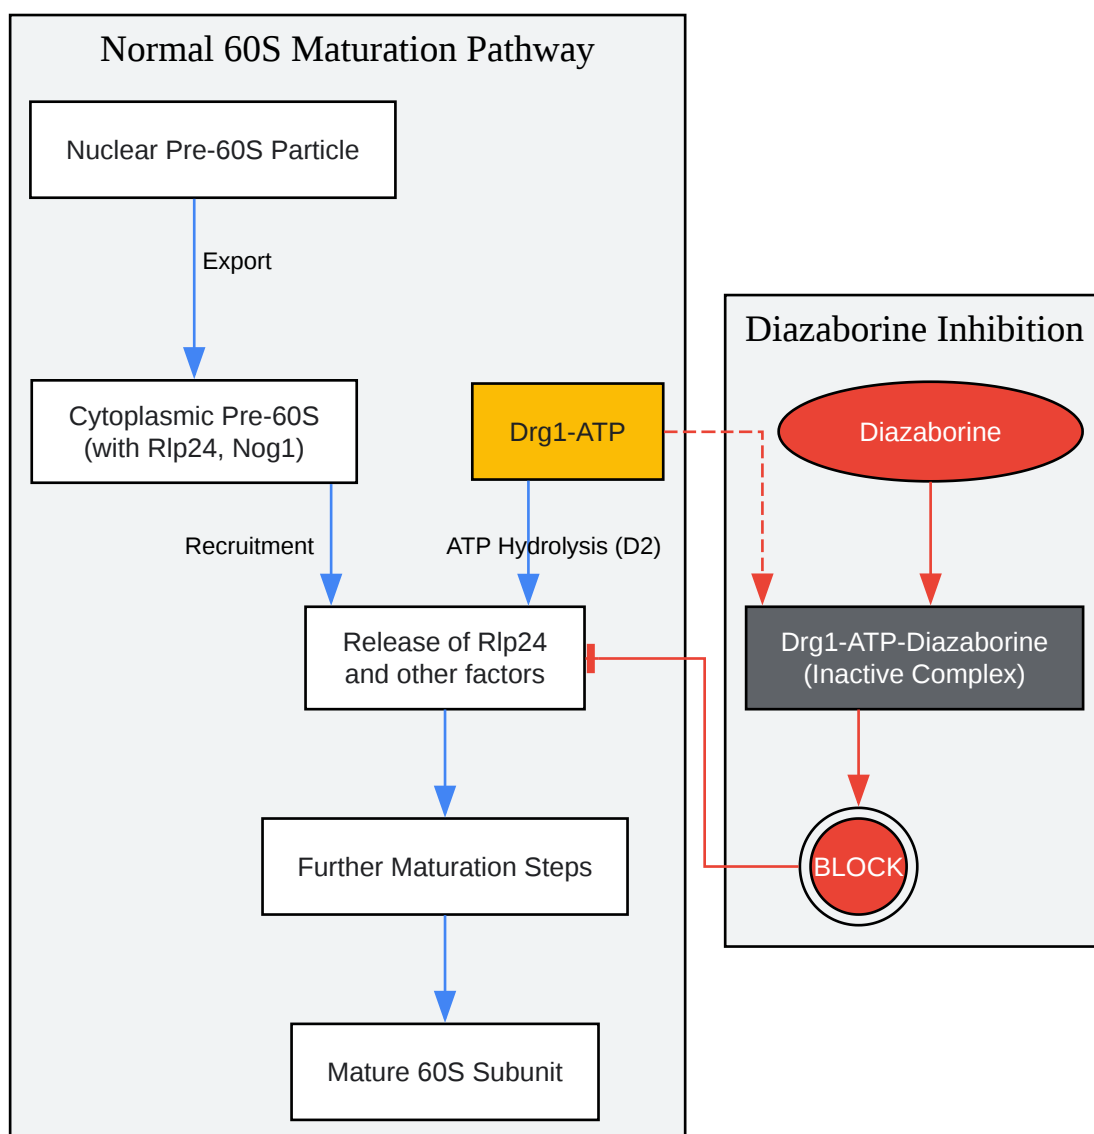 Normal 60S Maturation Pathway
Nuclear Pre-60S Particle
Export
Cytoplasmic Pre-60S
(with Rlp24, Nog1)
Drg1-ATP
Recruitment
ATP Hydrolysis (D2)
Release of Rlp24
and other factors
Further Maturation Steps
Mature 60S Subunit
Diazaborine Inhibition
Diazaborine
Drg1-ATP-Diazaborine
(Inactive Complex)
BLOCK